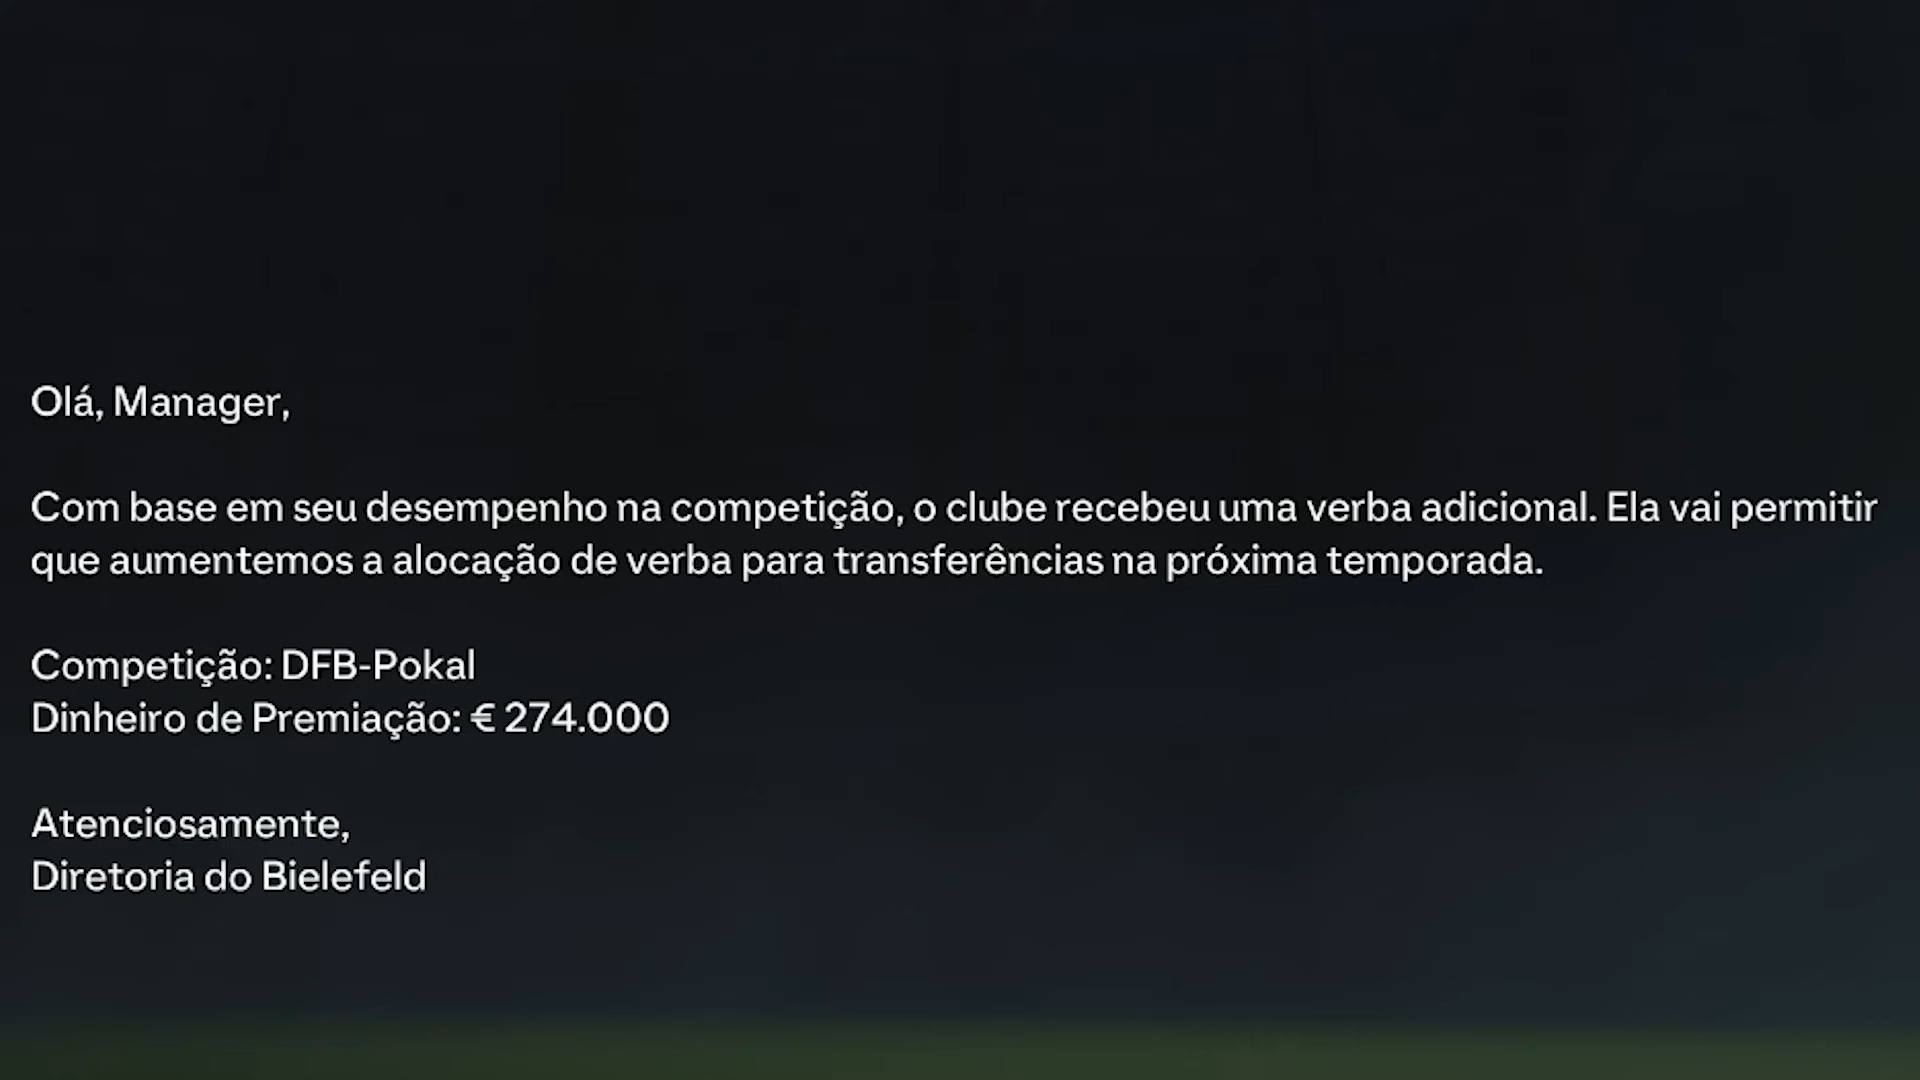 Olá, Manager,
Com base em seu desempenho na competição, o clube recebeu uma verba adicional. Ela vai permitir
que aumentemos a alocação de verba para transferências na próxima temporada.
Competição: DFB-Pokal
Dinheiro de Premiação: € 274.000
Atenciosamente,
Diretoria do Bielefeld